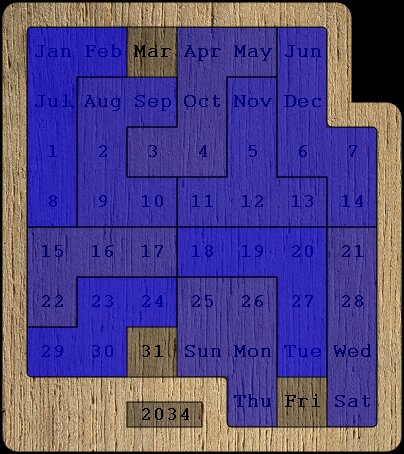 Jan Feb Mar Apr May Jun
Jul Aug Sep Oct Nov Dec
1 2 3 4 5 6 7
8 9 10 11 12 13 14
15 16 17 18 19 20 21
22 23 24 25 26 27 28
29 30 31 Sun Mon Tue Wed
Thu Fri Sat
2034